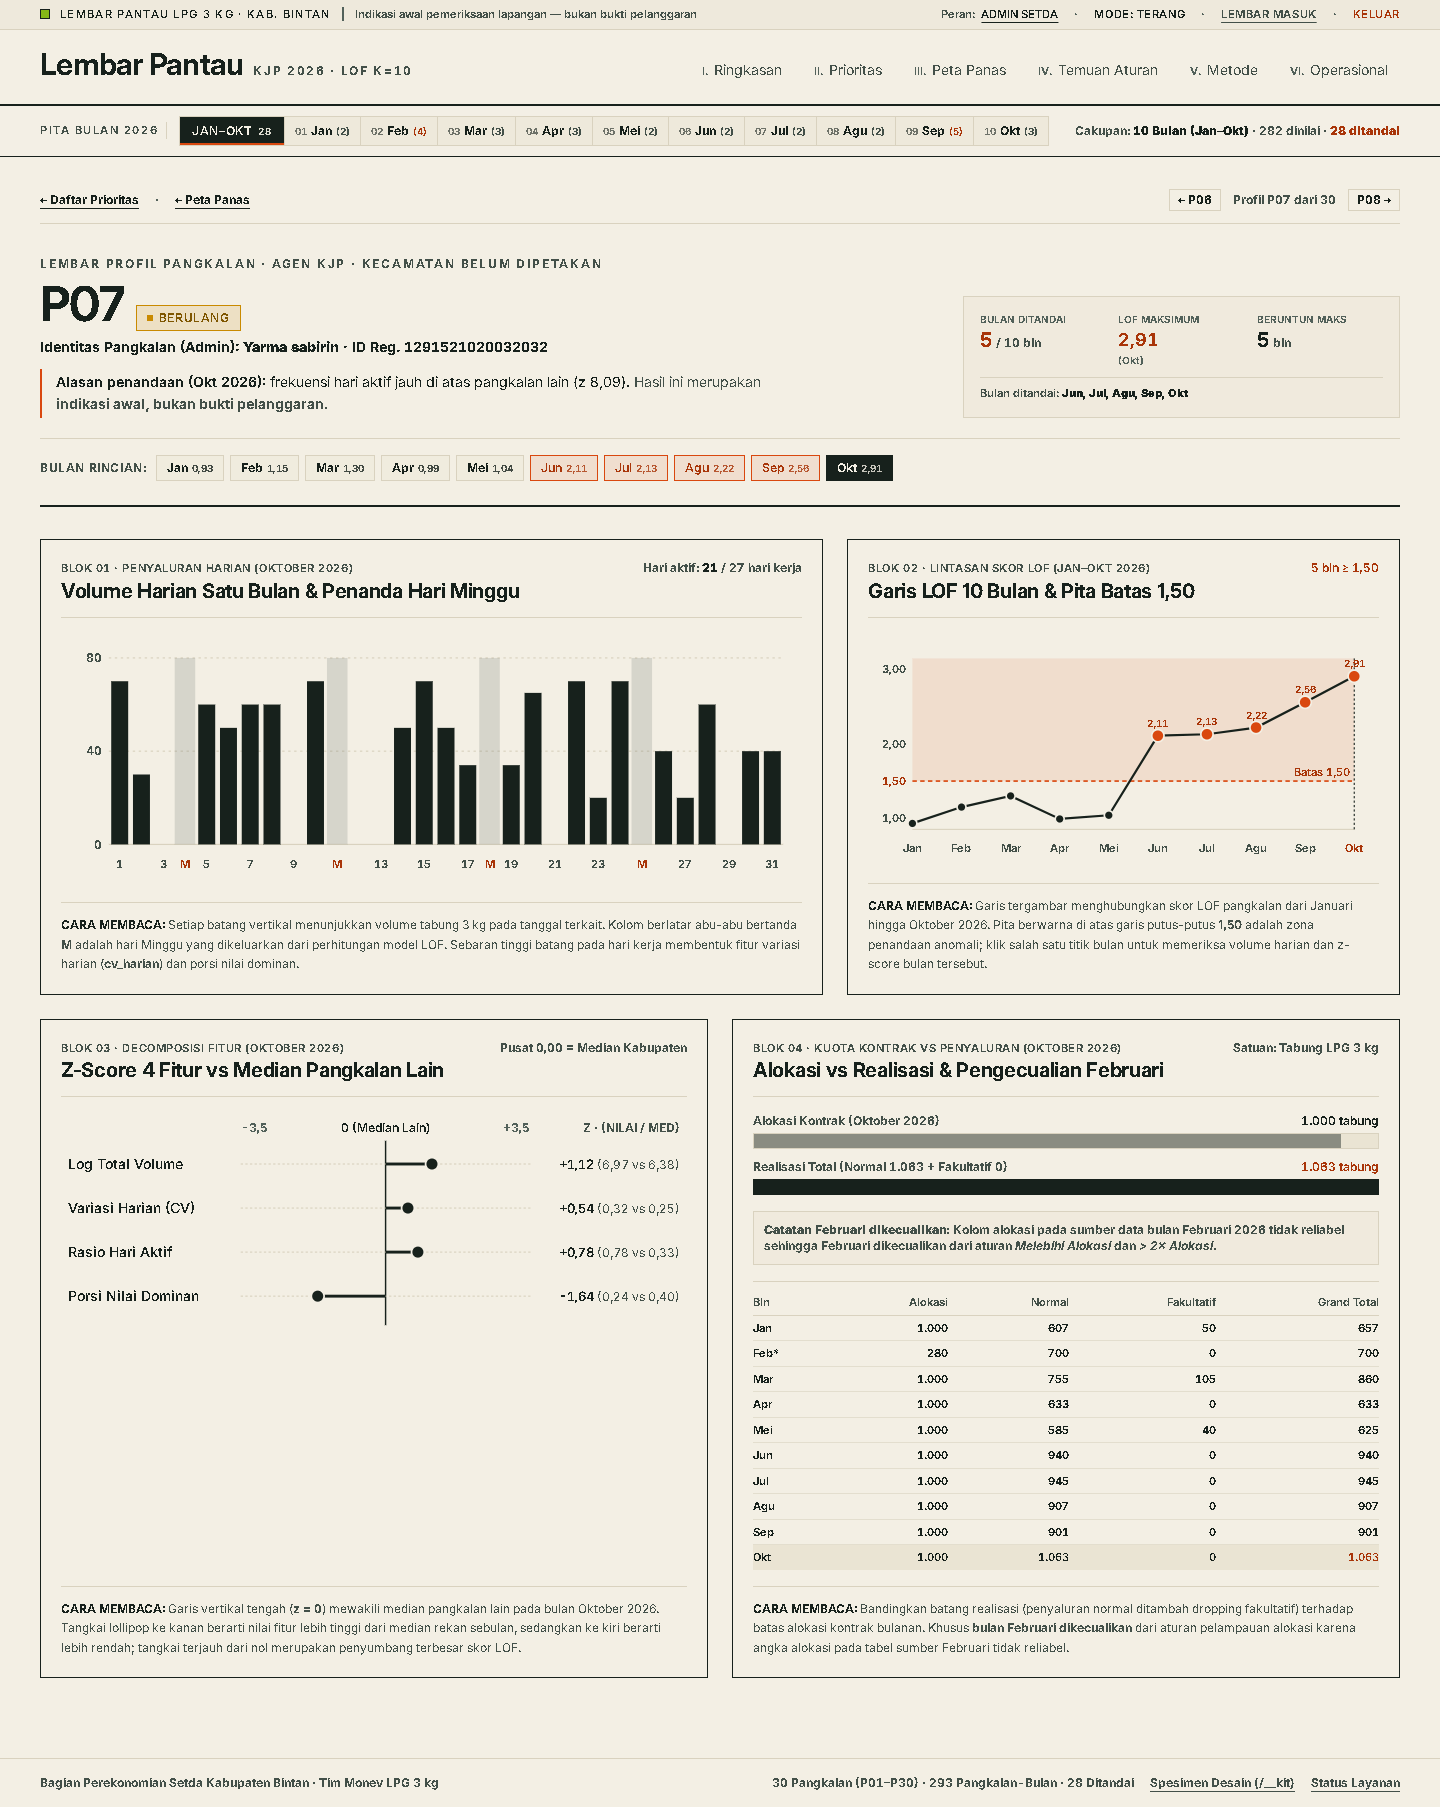 LEMBAR PANTAU LPG 3 KG · KAB. BINTAN | Indikasi awal pemeriksaan lapangan — bukan bukti pelanggaran
Peran: ADMIN SETDA · MODE: TERANG · LEMBAR MASUK · KELUAR
Lembar Pantau KJP 2026 · LOF K=10
I. Ringkasan II. Prioritas III. Peta Panas IV. Temuan Aturan V. Metode VI. Operasional
PITA BULAN 2026 JAN–OKT 28 01 Jan (2) 02 Feb (4) 03 Mar (3) 04 Apr (3) 05 Mei (2) 06 Jun (2) 07 Jul (2) 08 Agu (2) 09 Sep (5) 10 Okt (3) Cakupan: 10 Bulan (Jan–Okt) · 282 dinilai · 28 ditandai
← Daftar Prioritas · ← Peta Panas
← P06 Profil P07 dari 30 P08 →
LEMBAR PROFIL PANGKALAN · AGEN KJP · KECAMATAN BELUM DIPETAKAN
P07 BERULANG
Identitas Pangkalan (Admin): Yarma sabirin · ID Reg. 1291521020032032
Alasan penandaan (Okt 2026): frekuensi hari aktif jauh di atas pangkalan lain (z 8,09). Hasil ini merupakan
indikasi awal, bukan bukti pelanggaran.
BULAN DITANDAI LOF MAKSIMUM BERUNTUN MAKS
5 / 10 bln 2,91 5 bln
(Okt)
Bulan ditandai: Jun, Jul, Agu, Sep, Okt
BULAN RINCIAN: Jan 0,93 Feb 1,15 Mar 1,30 Apr 0,99 Mei 1,04 Jun 2,11 Jul 2,13 Agu 2,22 Sep 2,56 Okt 2,91
BLOK 01 · PENYALURAN HARIAN (OKTOBER 2026) Hari aktif: 21 / 27 hari kerja
Volume Harian Satu Bulan & Penanda Hari Minggu
80
40
0
1 3 M 5 7 9 M 13 15 17 M 19 21 23 M 27 29 31
CARA MEMBACA: Setiap batang vertikal menunjukkan volume tabung 3 kg pada tanggal terkait. Kolom berlatar abu-abu bertanda
M adalah hari Minggu yang dikeluarkan dari perhitungan model LOF. Sebaran tinggi batang pada hari kerja membentuk fitur variasi
harian (cv_harian) dan porsi nilai dominan.
BLOK 02 · LINTASAN SKOR LOF (JAN–OKT 2026) 5 bln ≥ 1,50
Garis LOF 10 Bulan & Pita Batas 1,50
3,00
2,00
1,50
1,00
2,11 2,13 2,22 2,56 2,91
Batas 1,50
Jan Feb Mar Apr Mei Jun Jul Agu Sep Okt
CARA MEMBACA: Garis tergambar menghubungkan skor LOF pangkalan dari Januari
hingga Oktober 2026. Pita berwarna di atas garis putus-putus 1,50 adalah zona
penandaan anomali; klik salah satu titik bulan untuk memeriksa volume harian dan z-
score bulan tersebut.
BLOK 03 · DECOMPOSISI FITUR (OKTOBER 2026) Pusat 0,00 = Median Kabupaten
Z-Score 4 Fitur vs Median Pangkalan Lain
-3,5 0 (Median Lain) +3,5 Z · (NILAI / MED)
Log Total Volume +1,12 (6,97 vs 6,38)
Variasi Harian (CV) +0,54 (0,32 vs 0,25)
Rasio Hari Aktif +0,78 (0,78 vs 0,33)
Porsi Nilai Dominan -1,64 (0,24 vs 0,40)
CARA MEMBACA: Garis vertikal tengah (z = 0) mewakili median pangkalan lain pada bulan Oktober 2026.
Tangkai lollipop ke kanan berarti nilai fitur lebih tinggi dari median rekan sebulan, sedangkan ke kiri berarti
lebih rendah; tangkai terjauh dari nol merupakan penyumbang terbesar skor LOF.
BLOK 04 · KUOTA KONTRAK VS PENYALURAN (OKTOBER 2026) Satuan: Tabung LPG 3 kg
Alokasi vs Realisasi & Pengecualian Februari
Alokasi Kontrak (Oktober 2026) 1.000 tabung
Realisasi Total (Normal 1.063 + Fakultatif 0) 1.063 tabung
Catatan Februari dikecualikan: Kolom alokasi pada sumber data bulan Februari 2026 tidak reliabel
sehingga Februari dikecualikan dari aturan Melebihi Alokasi dan > 2× Alokasi.
Bln Alokasi Normal Fakultatif Grand Total
Jan 1.000 607 50 657
Feb* 280 700 0 700
Mar 1.000 755 105 860
Apr 1.000 633 0 633
Mei 1.000 585 40 625
Jun 1.000 940 0 940
Jul 1.000 945 0 945
Agu 1.000 907 0 907
Sep 1.000 901 0 901
Okt 1.000 1.063 0 1.063
CARA MEMBACA: Bandingkan batang realisasi (penyaluran normal ditambah dropping fakultatif) terhadap
batas alokasi kontrak bulanan. Khusus bulan Februari dikecualikan dari aturan pelampauan alokasi karena
angka alokasi pada tabel sumber Februari tidak reliabel.
Bagian Perekonomian Setda Kabupaten Bintan · Tim Monev LPG 3 kg
30 Pangkalan (P01–P30) · 293 Pangkalan-Bulan · 28 Ditandai Spesimen Desain (/__kit) Status Layanan